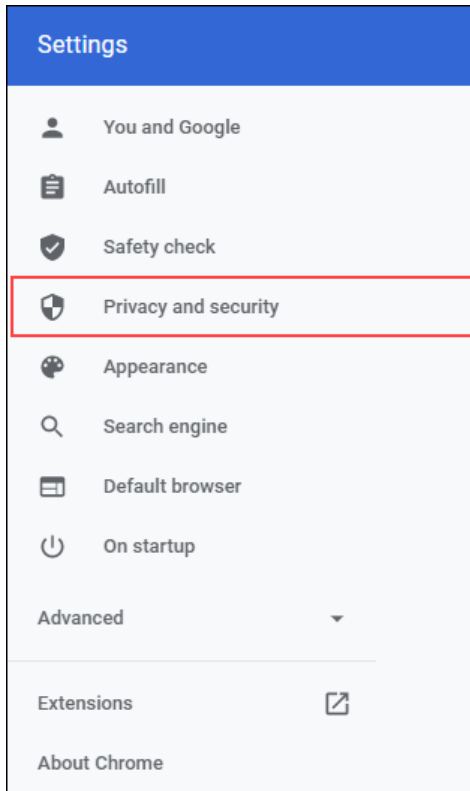 Settings
You and Google
Autofill
Safety check
Privacy and security
Appearance
Search engine
Default browser
On startup
Advanced
Extensions
About Chrome